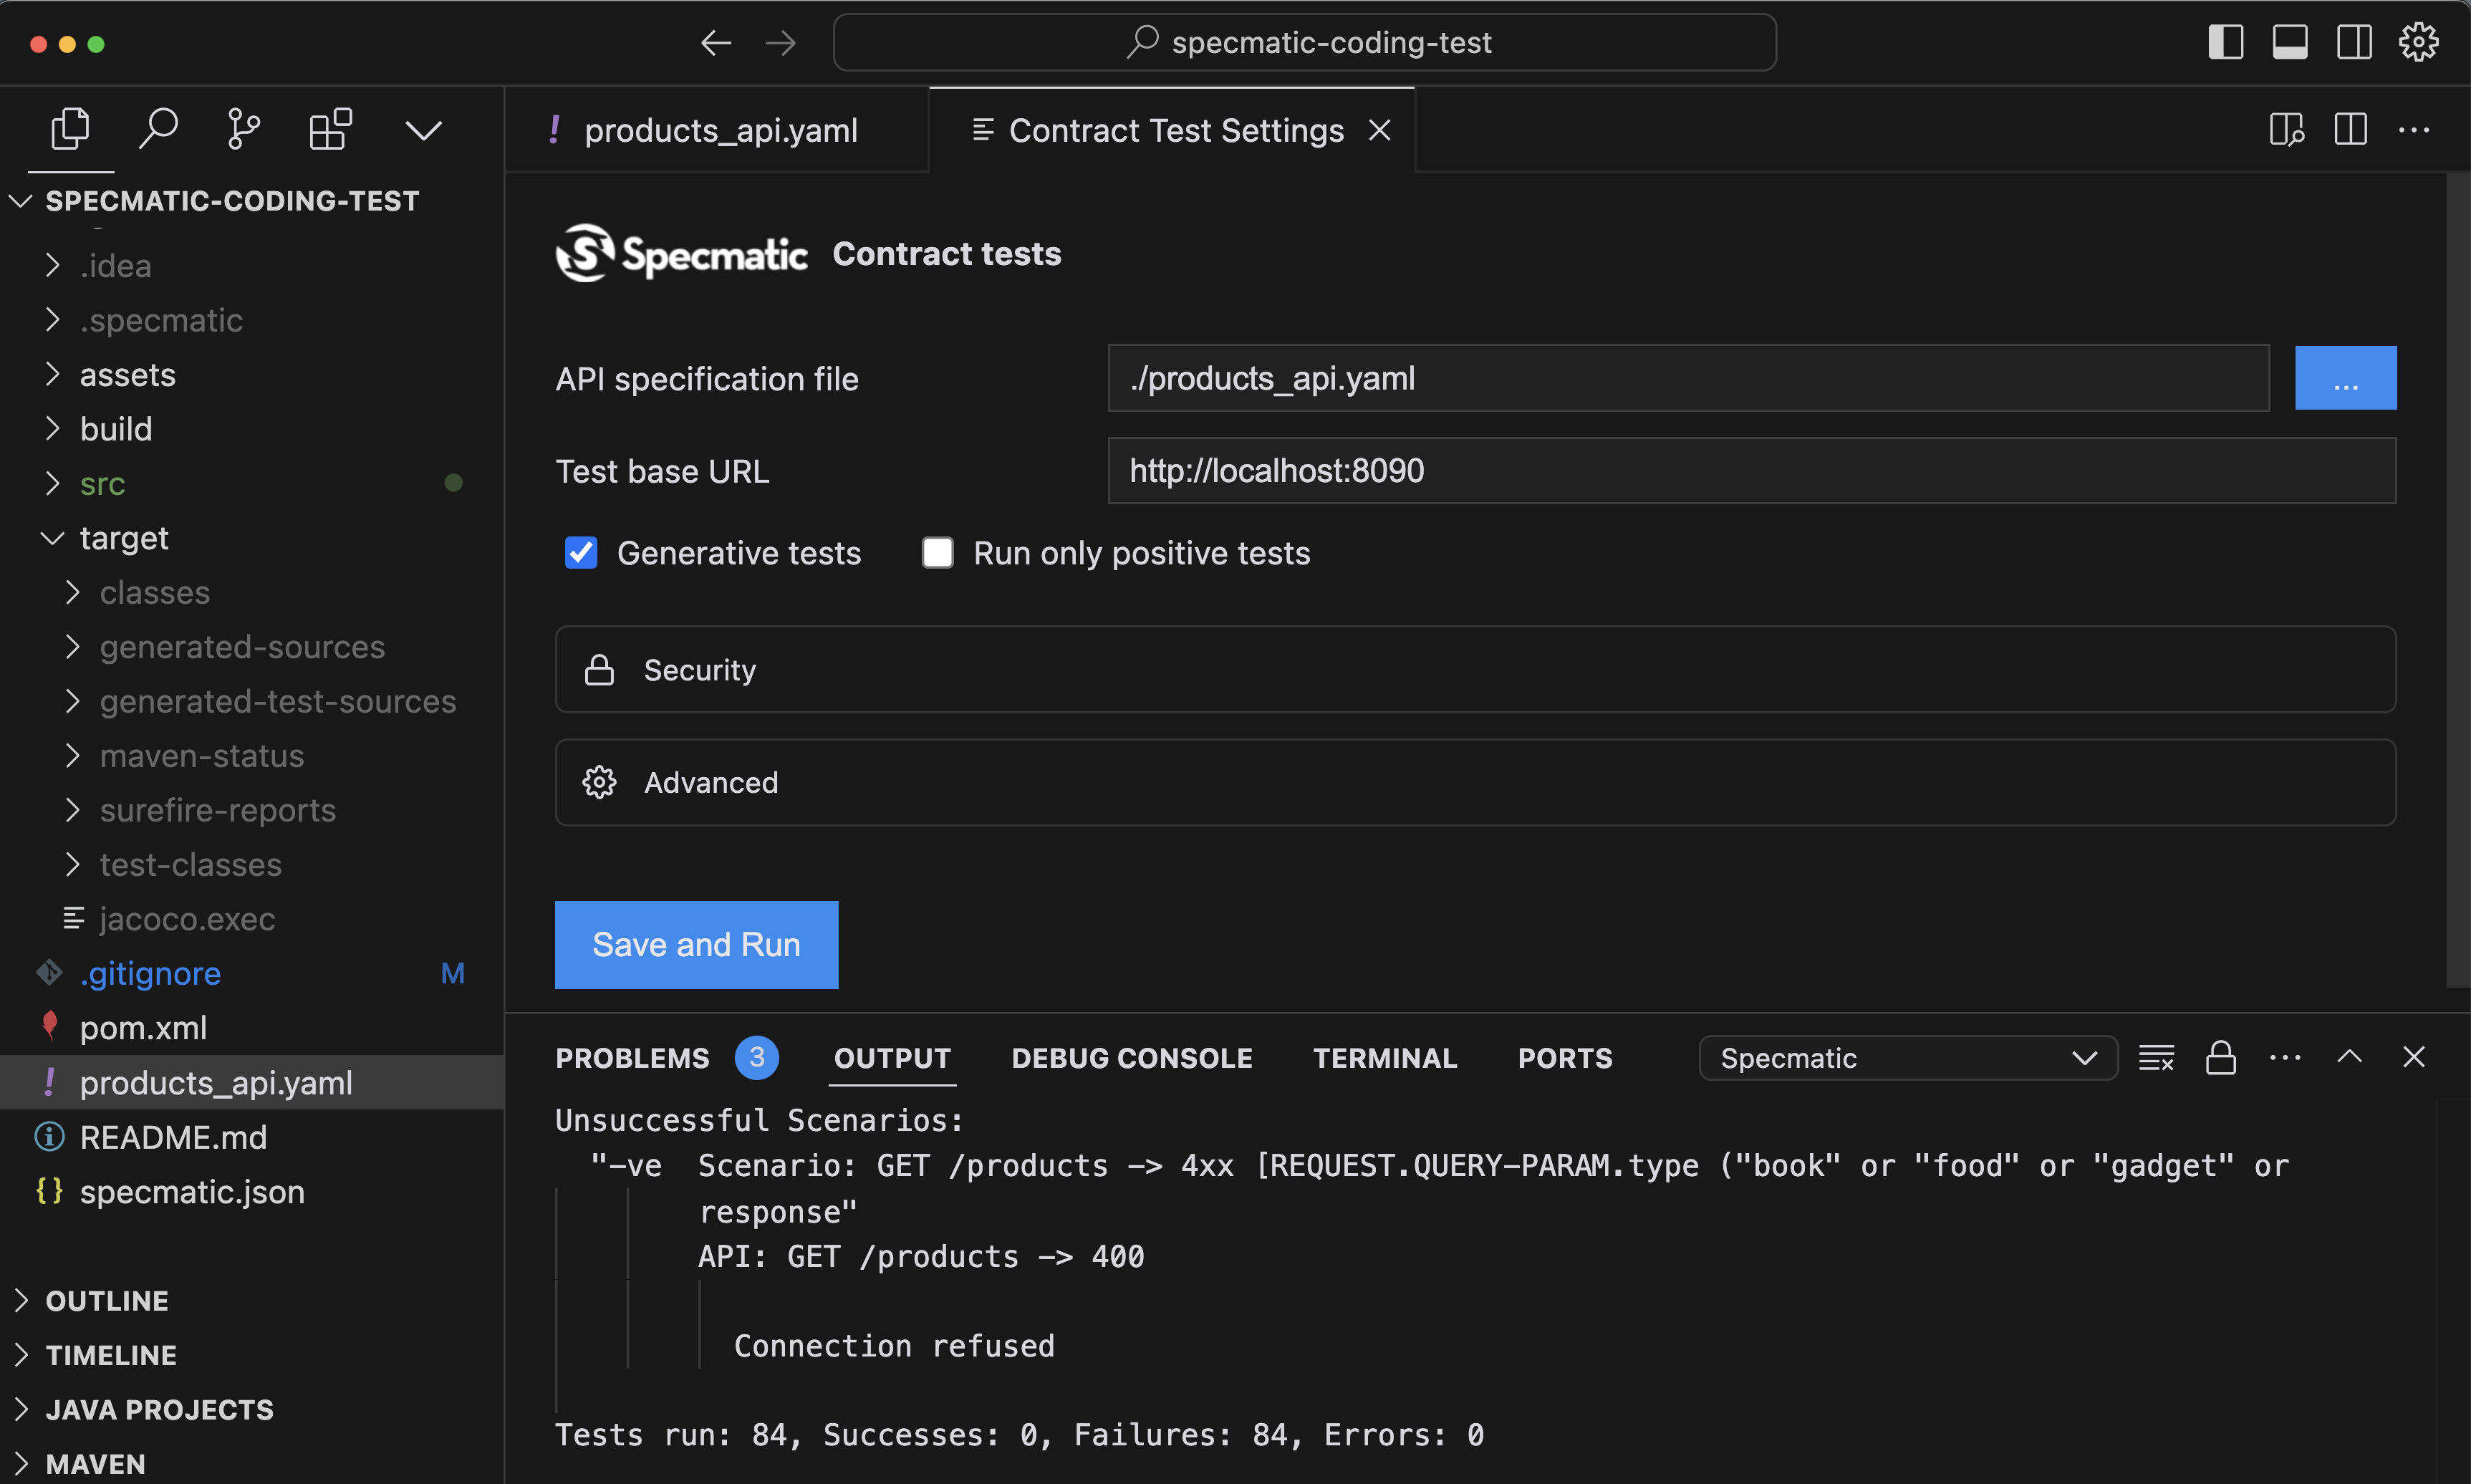 specmatic-coding-test
products_api.yaml
Contract Test Settings
SPECMATIC-CODING-TEST
.idea
.specmatic
assets
build
src
target
classes
generated-sources
generated-test-sources
maven-status
surefire-reports
test-classes
jacoco.exec
.gitignore M
pom.xml
products_api.yaml
README.md
{} specmatic.json
OUTLINE
TIMELINE
JAVA PROJECTS
MAVEN
Specmatic Contract tests
API specification file ./products_api.yaml ...
Test base URL http://localhost:8090
Generative tests Run only positive tests
Security
Advanced
Save and Run
PROBLEMS 3 OUTPUT DEBUG CONSOLE TERMINAL PORTS Specmatic
Unsuccessful Scenarios:
"-ve  Scenario: GET /products -> 4xx [REQUEST.QUERY-PARAM.type ("book" or "food" or "gadget" or
response"
API: GET /products -> 400
Connection refused
Tests run: 84, Successes: 0, Failures: 84, Errors: 0